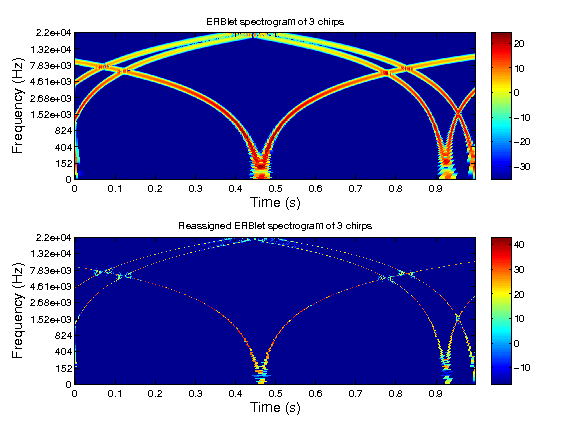 ERBlet spectrogram of 3 chirps
Frequency (Hz)
2.2e+04
1.32e+04
7.83e+03
4.61e+03
2.68e+03
1.52e+03
824
404
152
0
0 0.1 0.2 0.3 0.4 0.5 0.6 0.7 0.8 0.9
Time (s)
20
10
0
−10
−20
−30
Reassigned ERBlet spectrogram of 3 chirps
Frequency (Hz)
2.2e+04
1.32e+04
7.83e+03
4.61e+03
2.68e+03
1.52e+03
824
404
152
0
0 0.1 0.2 0.3 0.4 0.5 0.6 0.7 0.8 0.9
Time (s)
40
30
20
10
0
−10